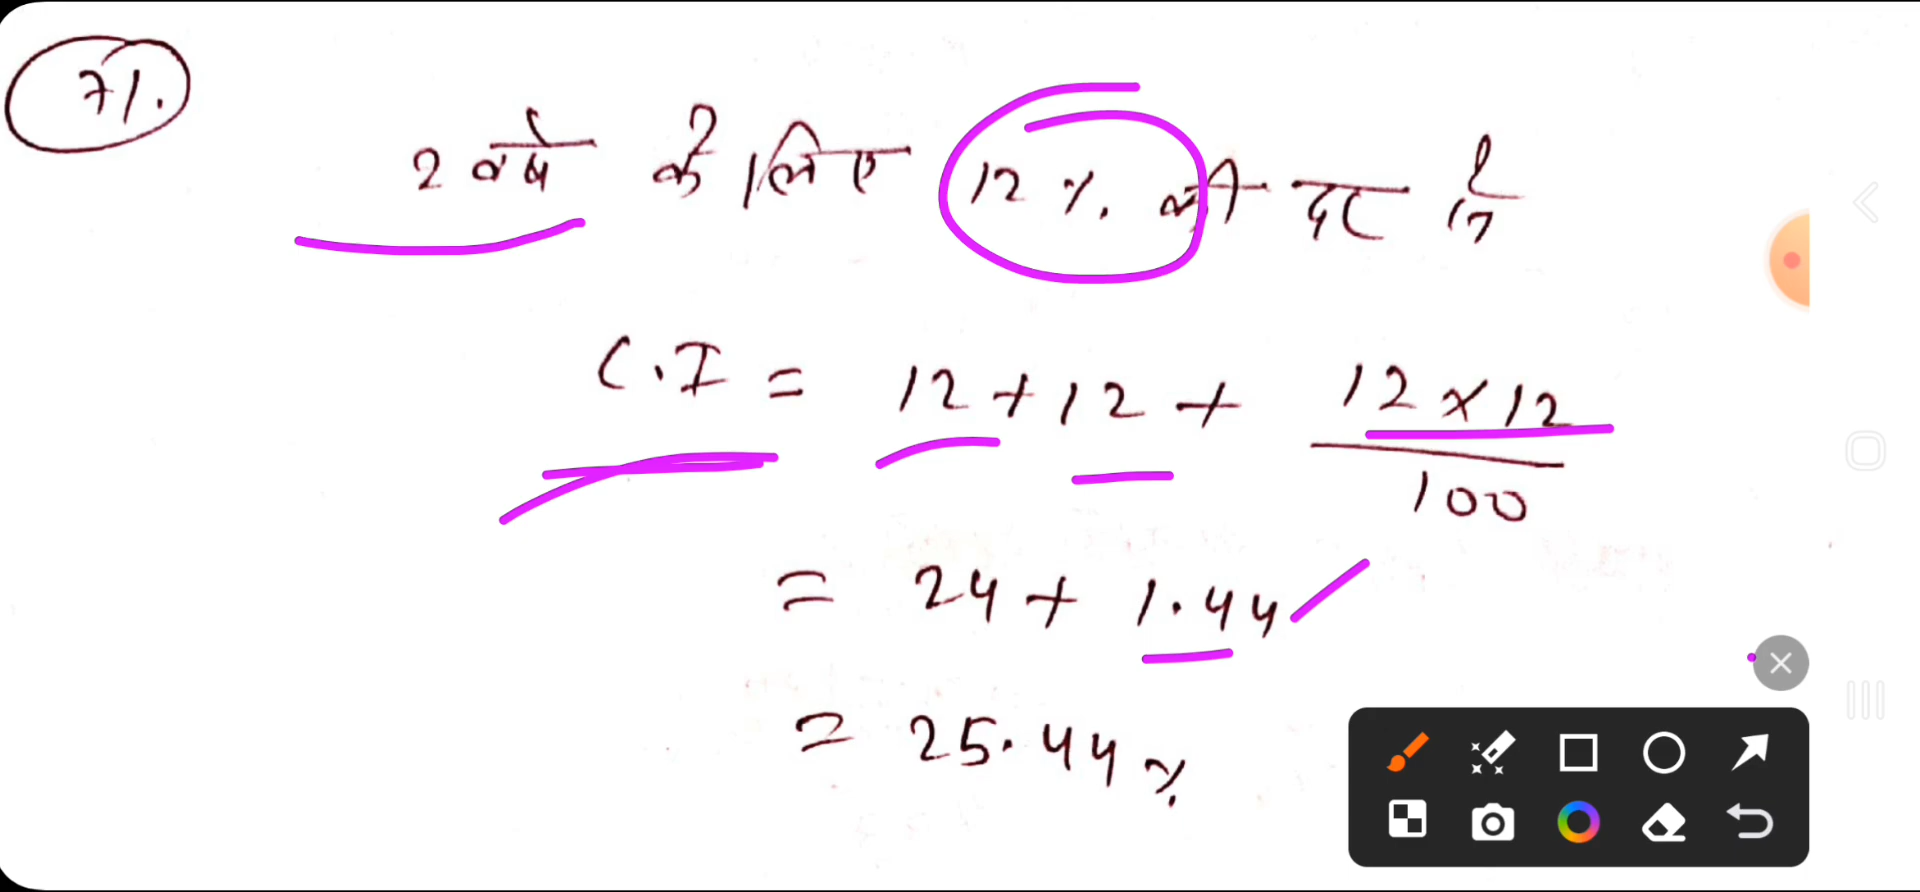 71.
2 वर्ष के लिए 12 %. की दर से
C.I = 12 + 12 + 12 × 12 / 100
= 24 + 1.44
= 25.44 %